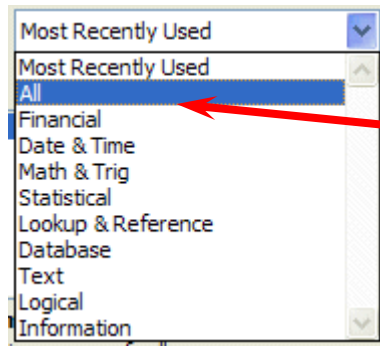 Most Recently Used
Most Recently Used
All
Financial
Date & Time
Math & Trig
Statistical
Lookup & Reference
Database
Text
Logical
Information